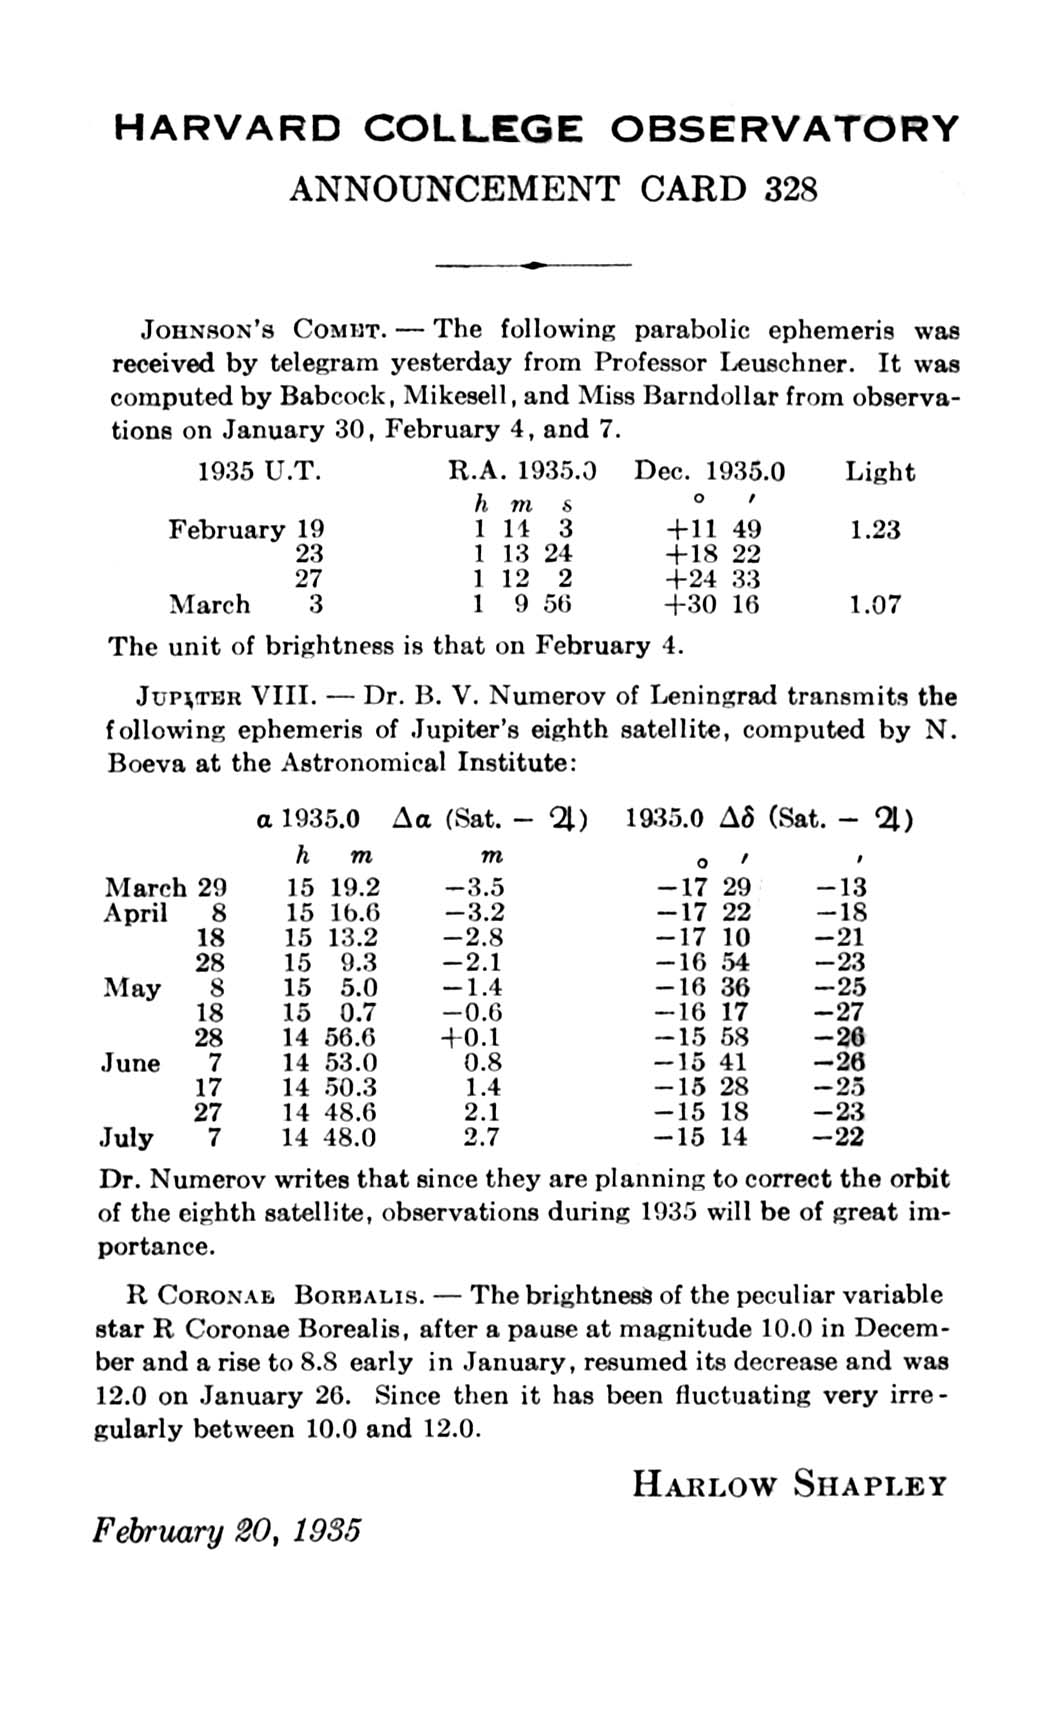 HARVARD COLLEGE OBSERVATORY
ANNOUNCEMENT CARD 328
JOHNSON'S COMET. — The following parabolic ephemeris was
received by telegram yesterday from Professor Leuschner. It was
computed by Babcock, Mikesell, and Miss Barndollar from observa-
tions on January 30, February 4, and 7.
1935 U.T. R.A. 1935.0 Dec. 1935.0 Light
h m s ° ′
February 19 1 14 3 +11 49 1.23
23 1 13 24 +18 22
27 1 12 2 +24 33
March 3 1 9 56 +30 16 1.07
The unit of brightness is that on February 4.
JUPITER VIII. — Dr. B. V. Numerov of Leningrad transmits the
following ephemeris of Jupiter's eighth satellite, computed by N.
Boeva at the Astronomical Institute:
α 1935.0 Δα (Sat. − ♃) 1935.0 Δδ (Sat. − ♃)
h m m ° ′ ′
March 29 15 19.2 −3.5 −17 29 −13
April 8 15 16.6 −3.2 −17 22 −18
18 15 13.2 −2.8 −17 10 −21
28 15 9.3 −2.1 −16 54 −23
May 8 15 5.0 −1.4 −16 36 −25
18 15 0.7 −0.6 −16 17 −27
28 14 56.6 +0.1 −15 58 −26
June 7 14 53.0 0.8 −15 41 −26
17 14 50.3 1.4 −15 28 −25
27 14 48.6 2.1 −15 18 −23
July 7 14 48.0 2.7 −15 14 −22
Dr. Numerov writes that since they are planning to correct the orbit
of the eighth satellite, observations during 1935 will be of great im-
portance.
R CORONAE BOREALIS. — The brightness of the peculiar variable
star R Coronae Borealis, after a pause at magnitude 10.0 in Decem-
ber and a rise to 8.8 early in January, resumed its decrease and was
12.0 on January 26. Since then it has been fluctuating very irre-
gularly between 10.0 and 12.0.
HARLOW SHAPLEY
February 20, 1935